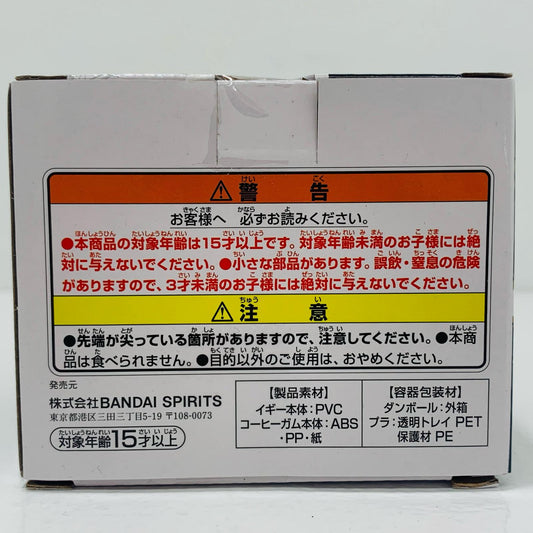 ⚠警告
お客様へ 必ずお読みください。
●本商品の対象年齢は15才以上です。対象年齢未満のお子様には絶
対に与えないでください。●小さな部品があります。誤飲・窒息の危険
がありますので、3才未満のお子様には絶対に与えないでください。
⚠注意
●先端が尖っている箇所がありますので、注意してください。●本商
品は食べられません。●目的以外のご使用は、おやめください。
発売元
株式会社BANDAI SPIRITS
東京都港区三田三丁目5-19 〒108-0073
対象年齢15才以上
【製品素材】
イギー本体:PVC
コーヒーガム本体:ABS
・PP・紙
【容器包装材】
ダンボール:外箱
プラ:透明トレイ PET
保護材 PE